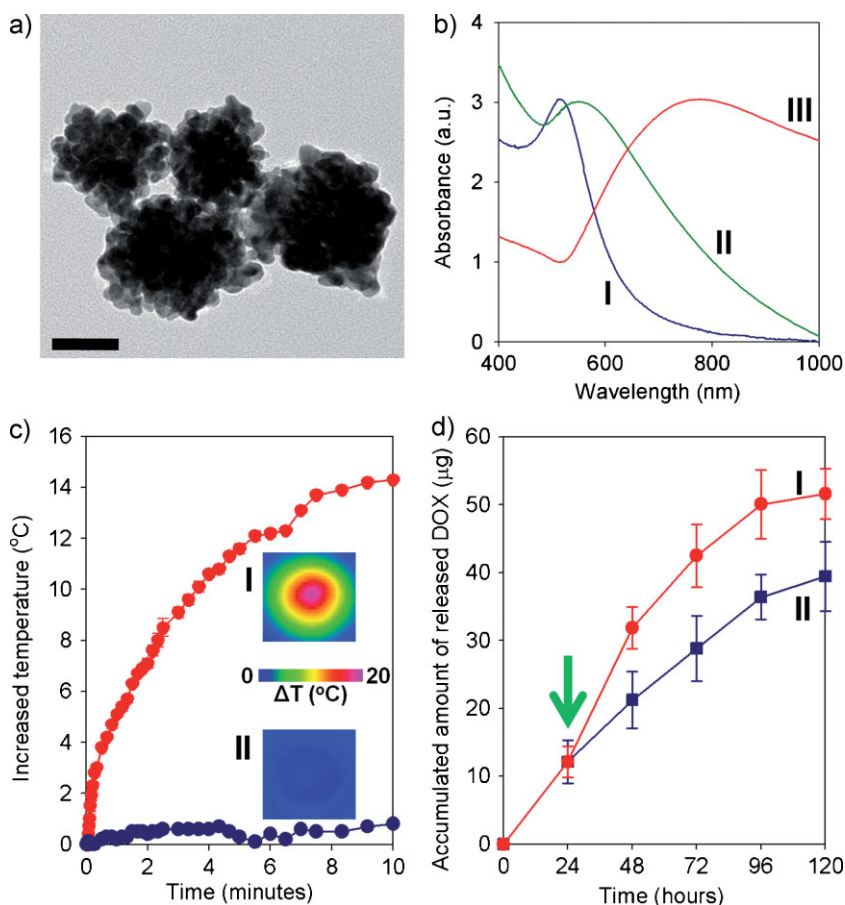 a)
b)
Absorbance (a.u.)
4
3
2
1
0
I
II
III
400 600 800 1000
Wavelength (nm)
c)
Increased temperature (°C)
16
14
12
10
8
6
4
2
0
I
0 20
ΔT (°C)
II
0 2 4 6 8 10
Time (minutes)
d)
Accumulated amount of released DOX (μg)
60
50
40
30
20
10
0
I
II
0 24 48 72 96 120
Time (hours)